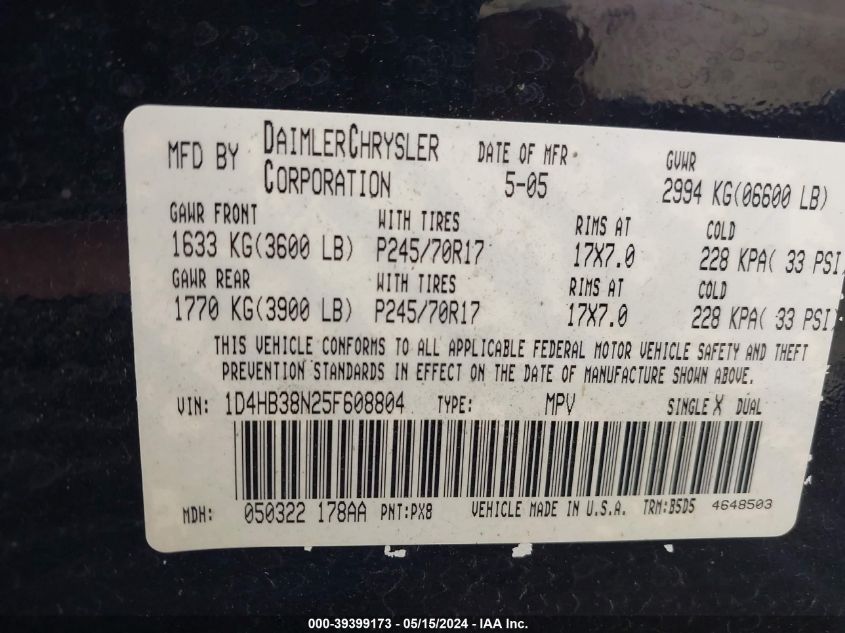 MFD BY DAIMLERCHRYSLER CORPORATION DATE OF MFR 5-05 GVWR 2994 KG(06600 LB)
GAWR FRONT WITH TIRES RIMS AT COLD
1633 KG(3600 LB) P245/70R17 17X7.0 228 KPA( 33 PSI)
GAWR REAR RIMS AT COLD
1770 KG(3900 LB) P245/70R17 17X7.0 228 KPA( 33 PSI)
THIS VEHICLE CONFORMS TO ALL APPLICABLE FEDERAL MOTOR VEHICLE SAFETY AND THEFT
PREVENTION STANDARDS IN EFFECT ON THE DATE OF MANUFACTURE SHOWN ABOVE.
VIN: 1D4HB38N25F608804 TYPE: MPV SINGLE X DUAL
MDH: 050322 178AA PNT:PX8 VEHICLE MADE IN U.S.A. TRM:B5D5 4648503
000-39399173 - 05/15/2024 - IAA Inc.